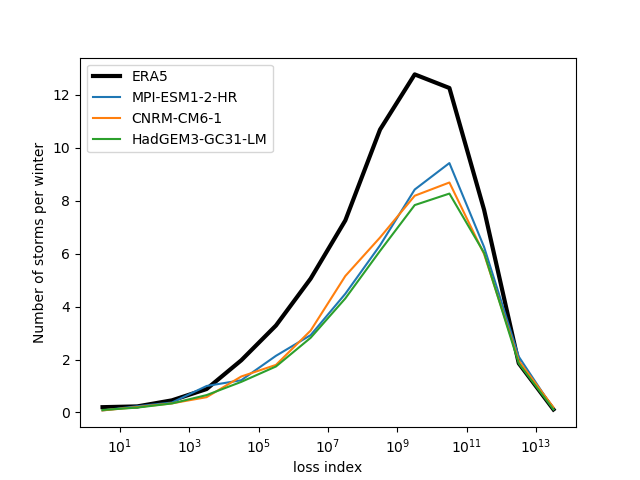 ERA5
MPI-ESM1-2-HR
CNRM-CM6-1
HadGEM3-GC31-LM
Number of storms per winter
12
10
8
6
4
2
0
10¹ 10³ 10⁵ 10⁷ 10⁹ 10¹¹ 10¹³
loss index